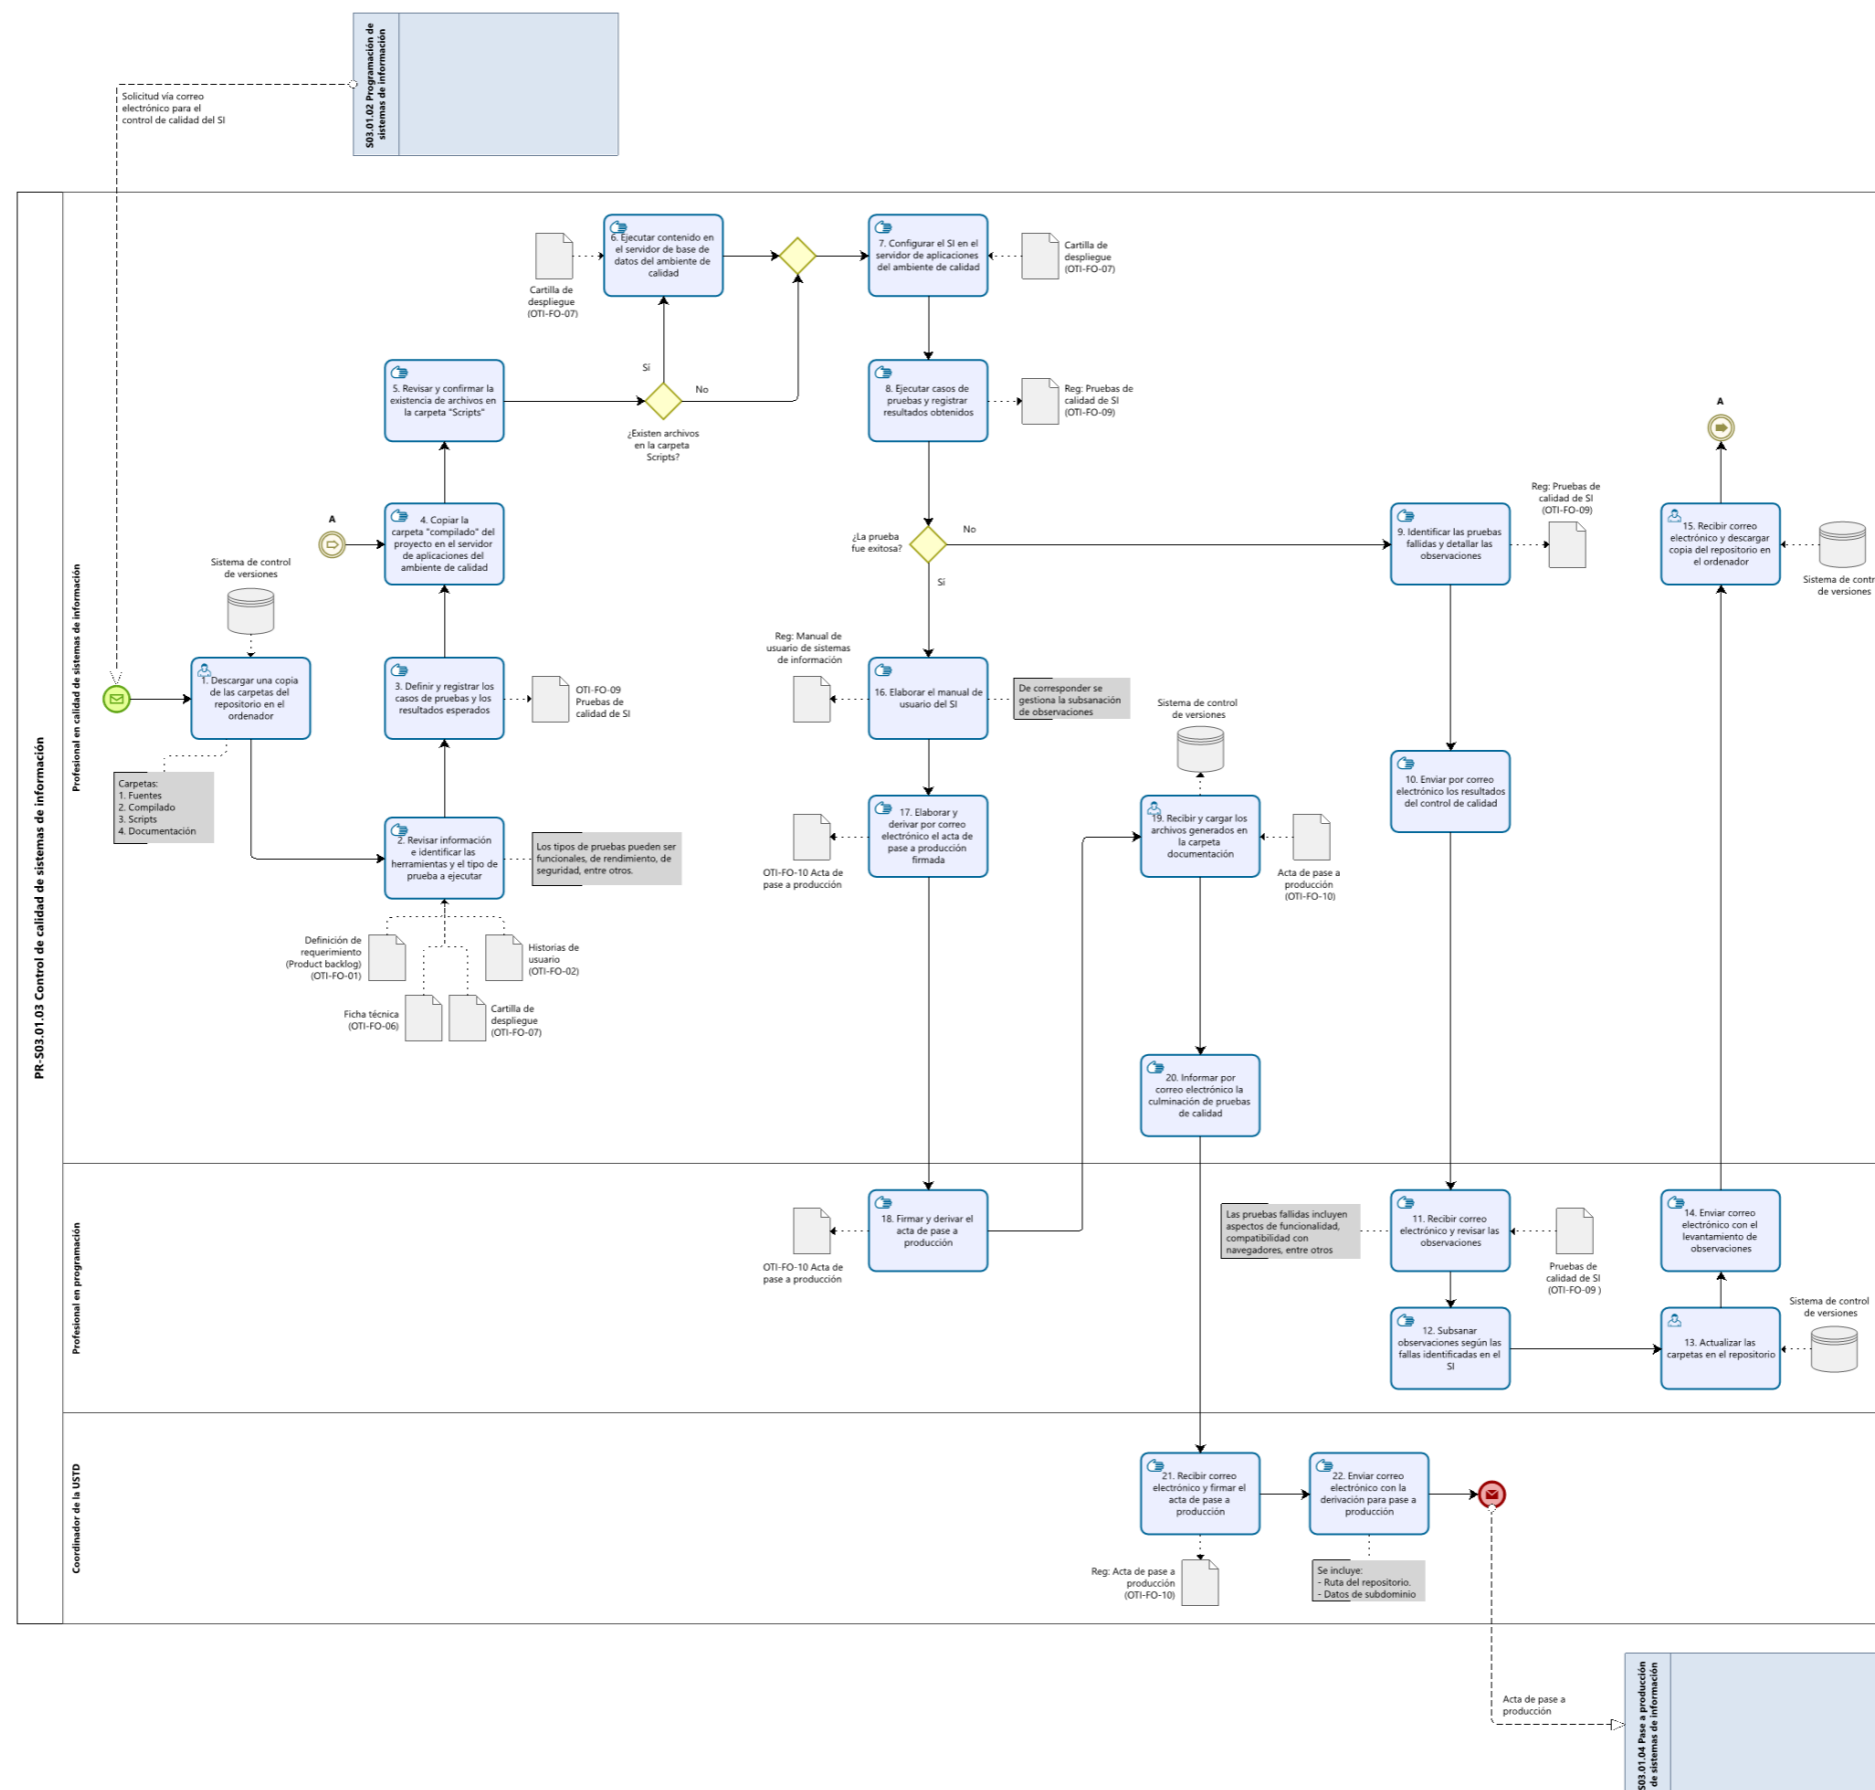 S03.01.02 Programación de
sistemas de información
Solicitud vía correo
electrónico para el
control de calidad del SI
PR-S03.01.03 Control de calidad de sistemas de información
Profesional en calidad de sistemas de información
6. Ejecutar contenido en
el servidor de base de
datos del ambiente de
calidad
Cartilla de
despliegue
(OTI-FO-07)
7. Configurar el SI en el
servidor de aplicaciones
del ambiente de calidad
Cartilla de
despliegue
(OTI-FO-07)
5. Revisar y confirmar la
existencia de archivos en
la carpeta "Scripts"
Sí
No
¿Existen archivos
en la carpeta
Scripts?
8. Ejecutar casos de
pruebas y registrar
resultados obtenidos
Reg: Pruebas de
calidad de SI
(OTI-FO-09)
A
A
4. Copiar la
carpeta "compilado" del
proyecto en el servidor
de aplicaciones del
ambiente de calidad
¿La prueba
fue exitosa?
No
Sí
9. Identificar las pruebas
fallidas y detallar las
observaciones
Reg: Pruebas de
calidad de SI
(OTI-FO-09)
15. Recibir correo
electrónico y descargar
copia del repositorio en
el ordenador
Sistema de contr
de versiones
Sistema de control
de versiones
1. Descargar una copia
de las carpetas del
repositorio en el
ordenador
3. Definir y registrar los
casos de pruebas y los
resultados esperados
OTI-FO-09
Pruebas de
calidad de SI
Reg: Manual de
usuario de sistemas
de información
16. Elaborar el manual de
usuario del SI
De corresponder se
gestiona la subsanación
de observaciones
Sistema de control
de versiones
Carpetas:
1. Fuentes
2. Compilado
3. Scripts
4. Documentación
2. Revisar información
e identificar las
herramientas y el tipo de
prueba a ejecutar
Los tipos de pruebas pueden ser
funcionales, de rendimiento, de
seguridad, entre otros.
17. Elaborar y
derivar por correo
electrónico el acta de
pase a producción
firmada
OTI-FO-10 Acta de
pase a producción
19. Recibir y cargar los
archivos generados en
la carpeta
documentación
Acta de pase a
producción
(OTI-FO-10)
10. Enviar por correo
electrónico los resultados
del control de calidad
Definición de
requerimiento
(Product backlog)
(OTI-FO-01)
Historias de
usuario
(OTI-FO-02)
Ficha técnica
(OTI-FO-06)
Cartilla de
despliegue
(OTI-FO-07)
20. Informar por
correo electrónico la
culminación de pruebas
de calidad
Profesional en programación
18. Firmar y derivar el
acta de pase a
producción
OTI-FO-10 Acta de
pase a producción
Las pruebas fallidas incluyen
aspectos de funcionalidad,
compatibilidad con
navegadores, entre otros
11. Recibir correo
electrónico y revisar las
observaciones
Pruebas de
calidad de SI
(OTI-FO-09 )
14. Enviar correo
electrónico con el
levantamiento de
observaciones
12. Subsanar
observaciones según las
fallas identificadas en el
SI
13. Actualizar las
carpetas en el repositorio
Sistema de control
de versiones
Coordinador de la USTD
21. Recibir correo
electrónico y firmar el
acta de pase a
producción
22. Enviar correo
electrónico con la
derivación para pase a
producción
Reg: Acta de pase a
producción
(OTI-FO-10)
Se incluye:
- Ruta del repositorio.
- Datos de subdominio
Acta de pase a
producción
S03.01.04 Pase a producción
de sistemas de información